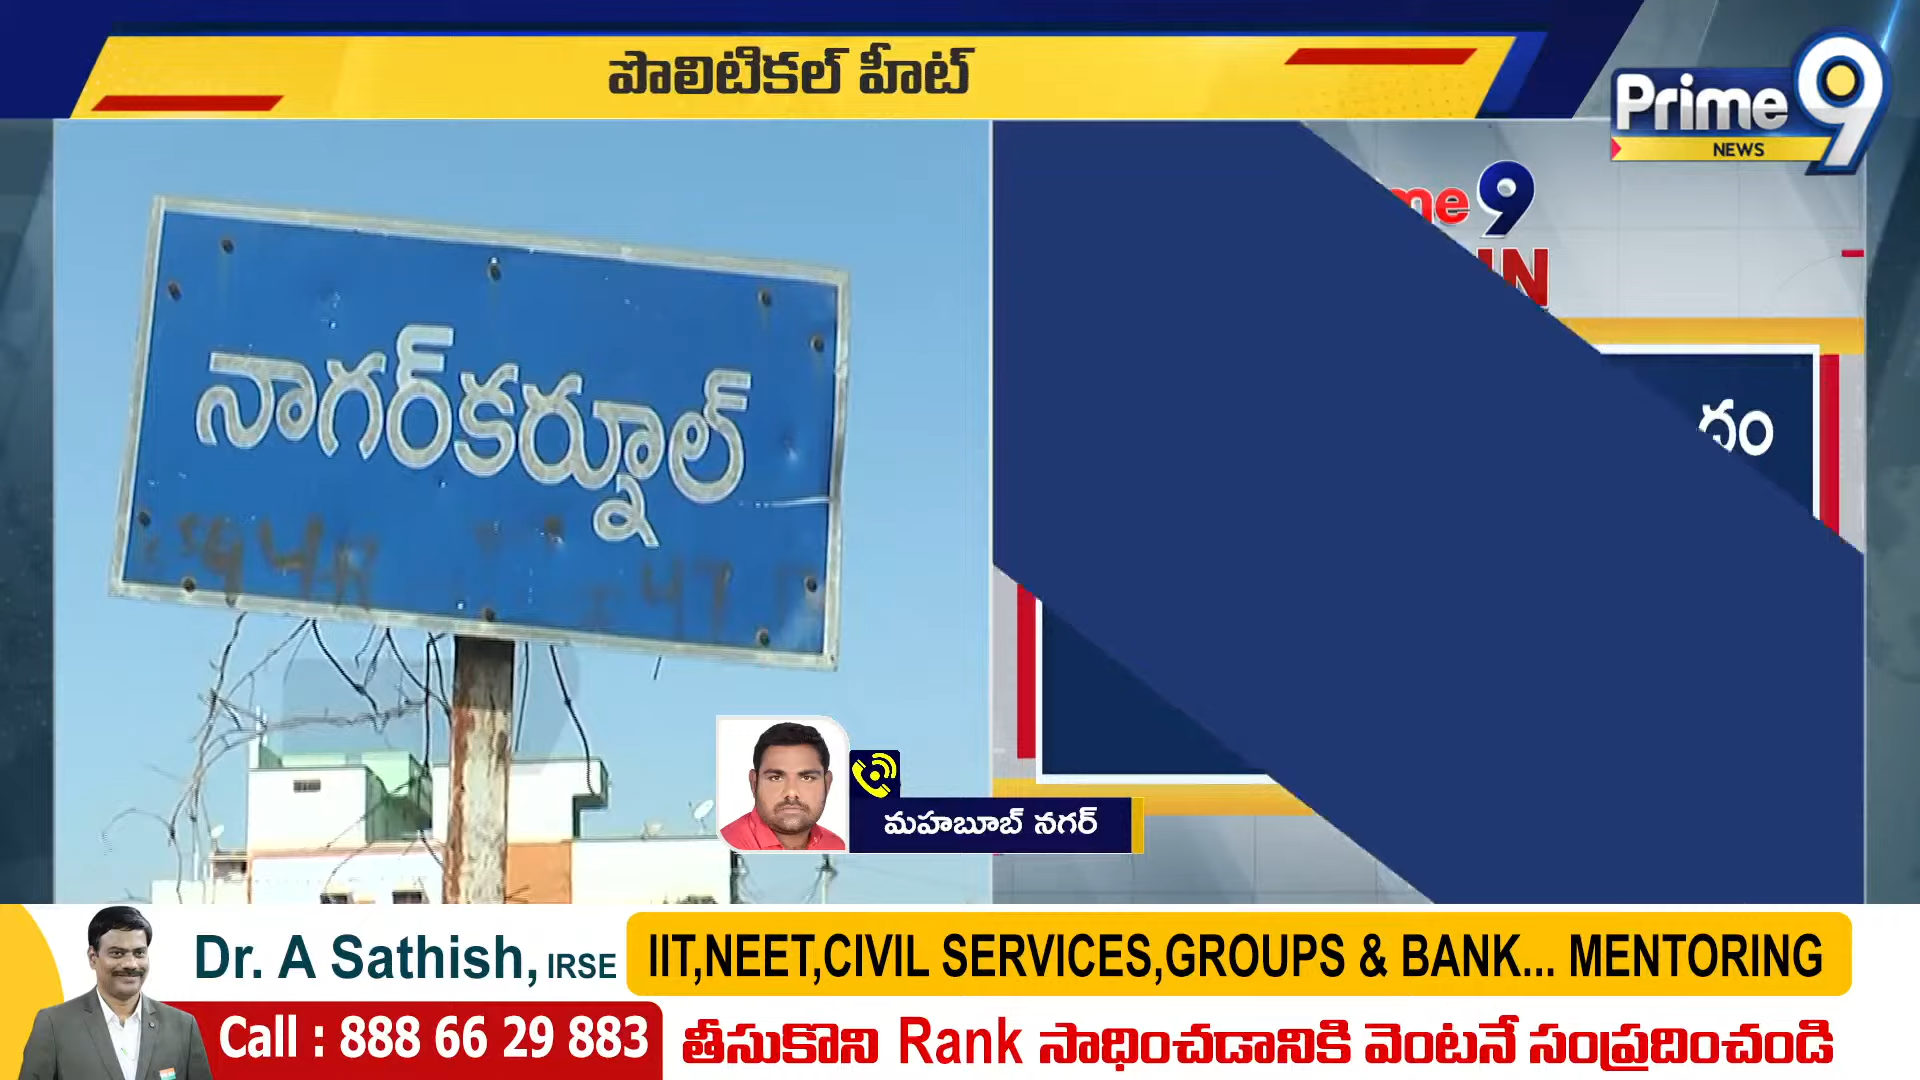 పొలిటికల్ హీట్
Prime9
NEWS
9
నాగర్‌కర్నూల్
మహబూబ్ నగర్
Dr. A Sathish, IRSE
IIT,NEET,CIVIL SERVICES,GROUPS & BANK... MENTORING
Call : 888 66 29 883
తీసుకొని Rank సాధించడానికి వెంటనే సంప్రదించండి